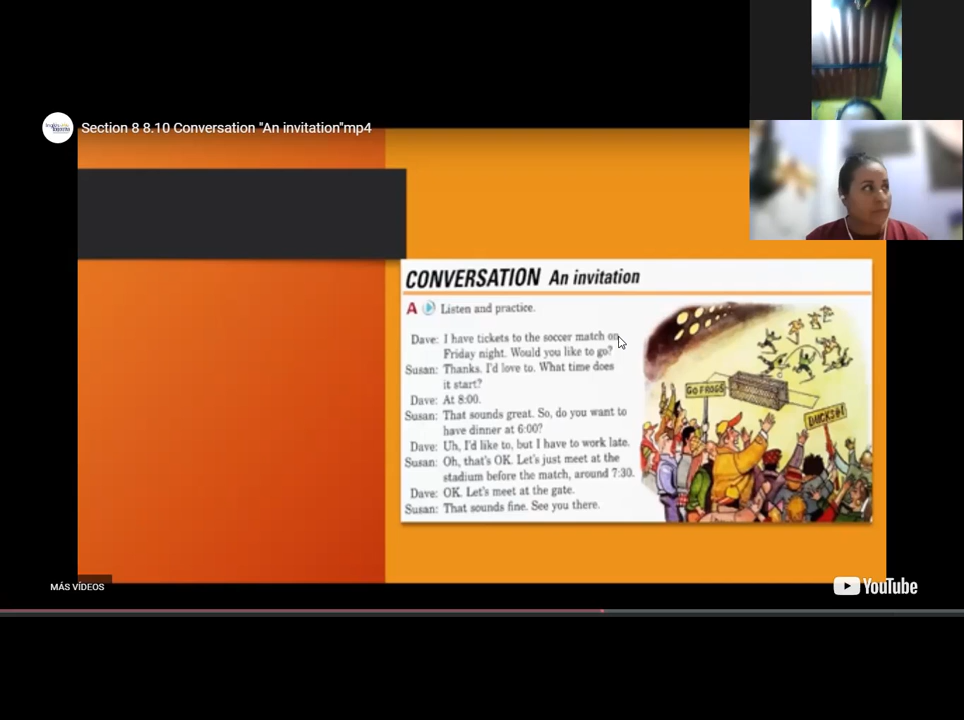 Section 8 8.10 Conversation "An invitation"mp4
CONVERSATION An invitation
A Listen and practice.
Dave: I have tickets to the soccer match on
Friday night. Would you like to go?
Susan: Thanks. I'd love to. What time does
it start?
Dave: At 8:00.
Susan: That sounds great. So, do you want to
have dinner at 6:00?
Dave: Uh, I'd like to, but I have to work late.
Susan: Oh, that's OK. Let's just meet at the
stadium before the match, around 7:30.
Dave: OK. Let's meet at the gate.
Susan: That sounds fine. See you there.
GO FROGS
DUCKS #1
MÁS VÍDEOS
YouTube